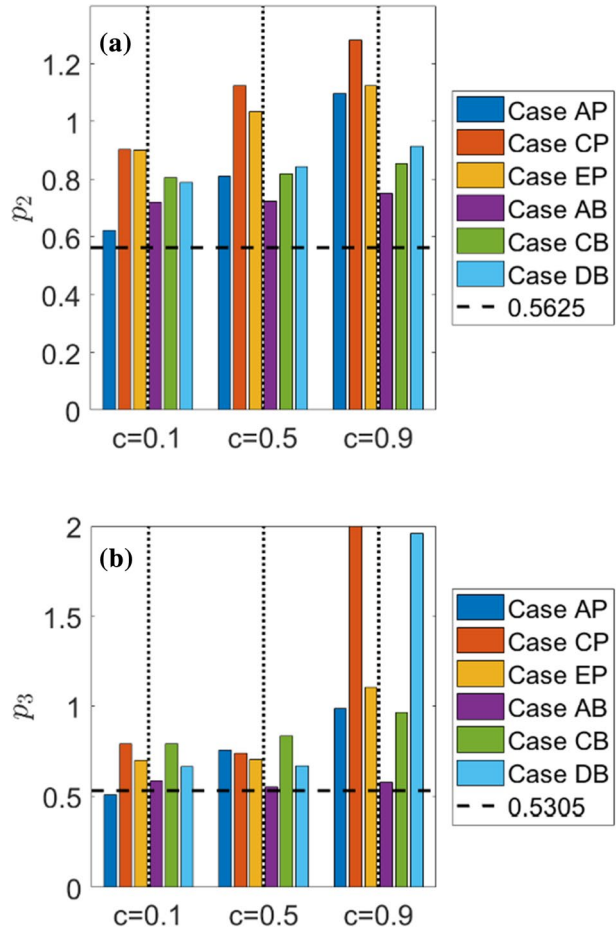 (a)
1.2
1
0.8
0.6
0.4
0.2
0
p2
c=0.1 c=0.5 c=0.9
Case AP
Case CP
Case EP
Case AB
Case CB
Case DB
0.5625
(b)
2
1.5
1
0.5
0
p3
c=0.1 c=0.5 c=0.9
Case AP
Case CP
Case EP
Case AB
Case CB
Case DB
0.5305